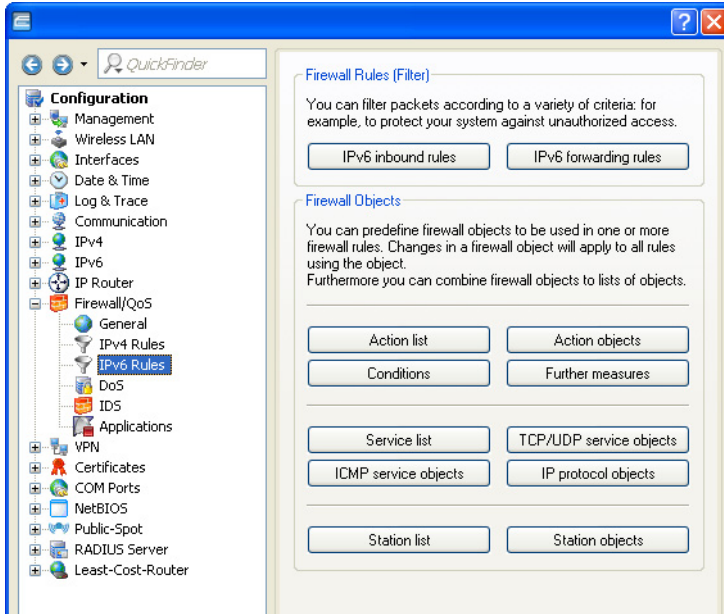 QuickFinder
Configuration
Management
Wireless LAN
Interfaces
Date & Time
Log & Trace
Communication
IPv4
IPv6
IP Router
Firewall/QoS
General
IPv4 Rules
IPv6 Rules
DoS
IDS
Applications
VPN
Certificates
COM Ports
NetBIOS
Public-Spot
RADIUS Server
Least-Cost-Router
Firewall Rules (Filter)
You can filter packets according to a variety of criteria: for
example, to protect your system against unauthorized access.
IPv6 inbound rules
IPv6 forwarding rules
Firewall Objects
You can predefine firewall objects to be used in one or more
firewall rules. Changes in a firewall object will apply to all rules
using the object.
Furthermore you can combine firewall objects to lists of objects.
Action list
Action objects
Conditions
Further measures
Service list
TCP/UDP service objects
ICMP service objects
IP protocol objects
Station list
Station objects